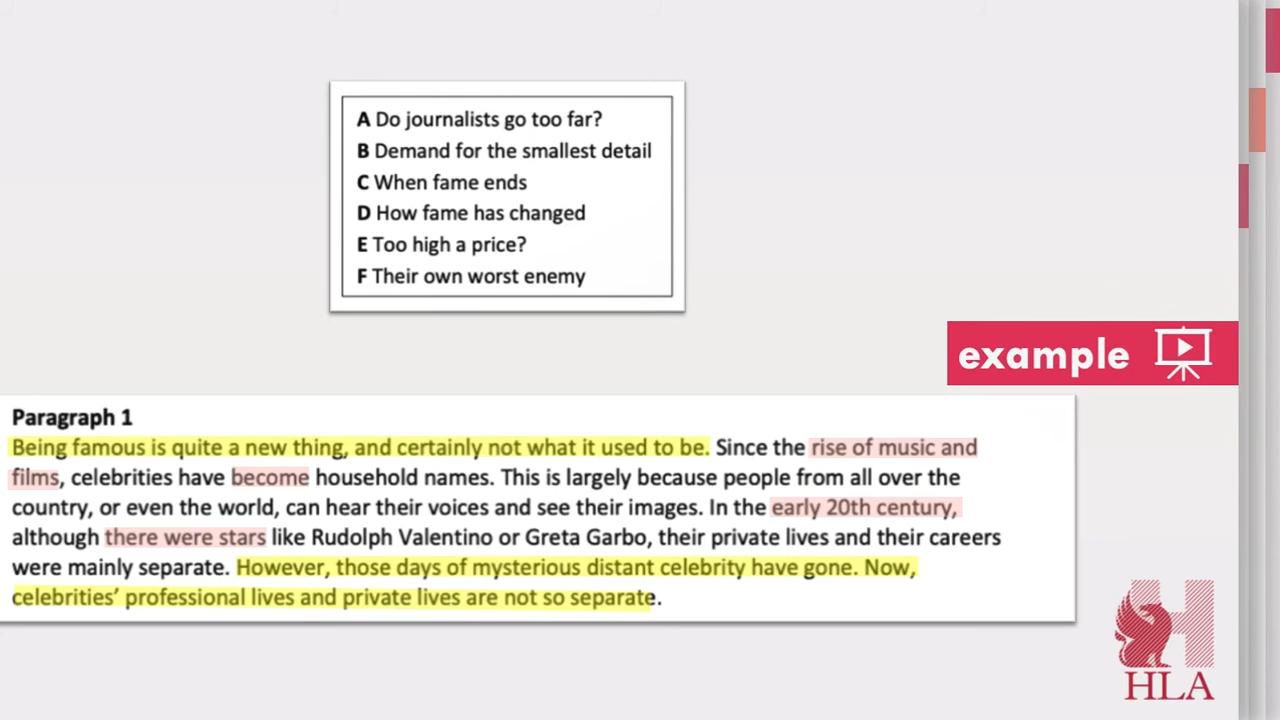 A Do journalists go too far?
B Demand for the smallest detail
C When fame ends
D How fame has changed
E Too high a price?
F Their own worst enemy
example
Paragraph 1
Being famous is quite a new thing, and certainly not what it used to be. Since the rise of music and
films, celebrities have become household names. This is largely because people from all over the
country, or even the world, can hear their voices and see their images. In the early 20th century,
although there were stars like Rudolph Valentino or Greta Garbo, their private lives and their careers
were mainly separate. However, those days of mysterious distant celebrity have gone. Now,
celebrities’ professional lives and private lives are not so separate.
H
HLA